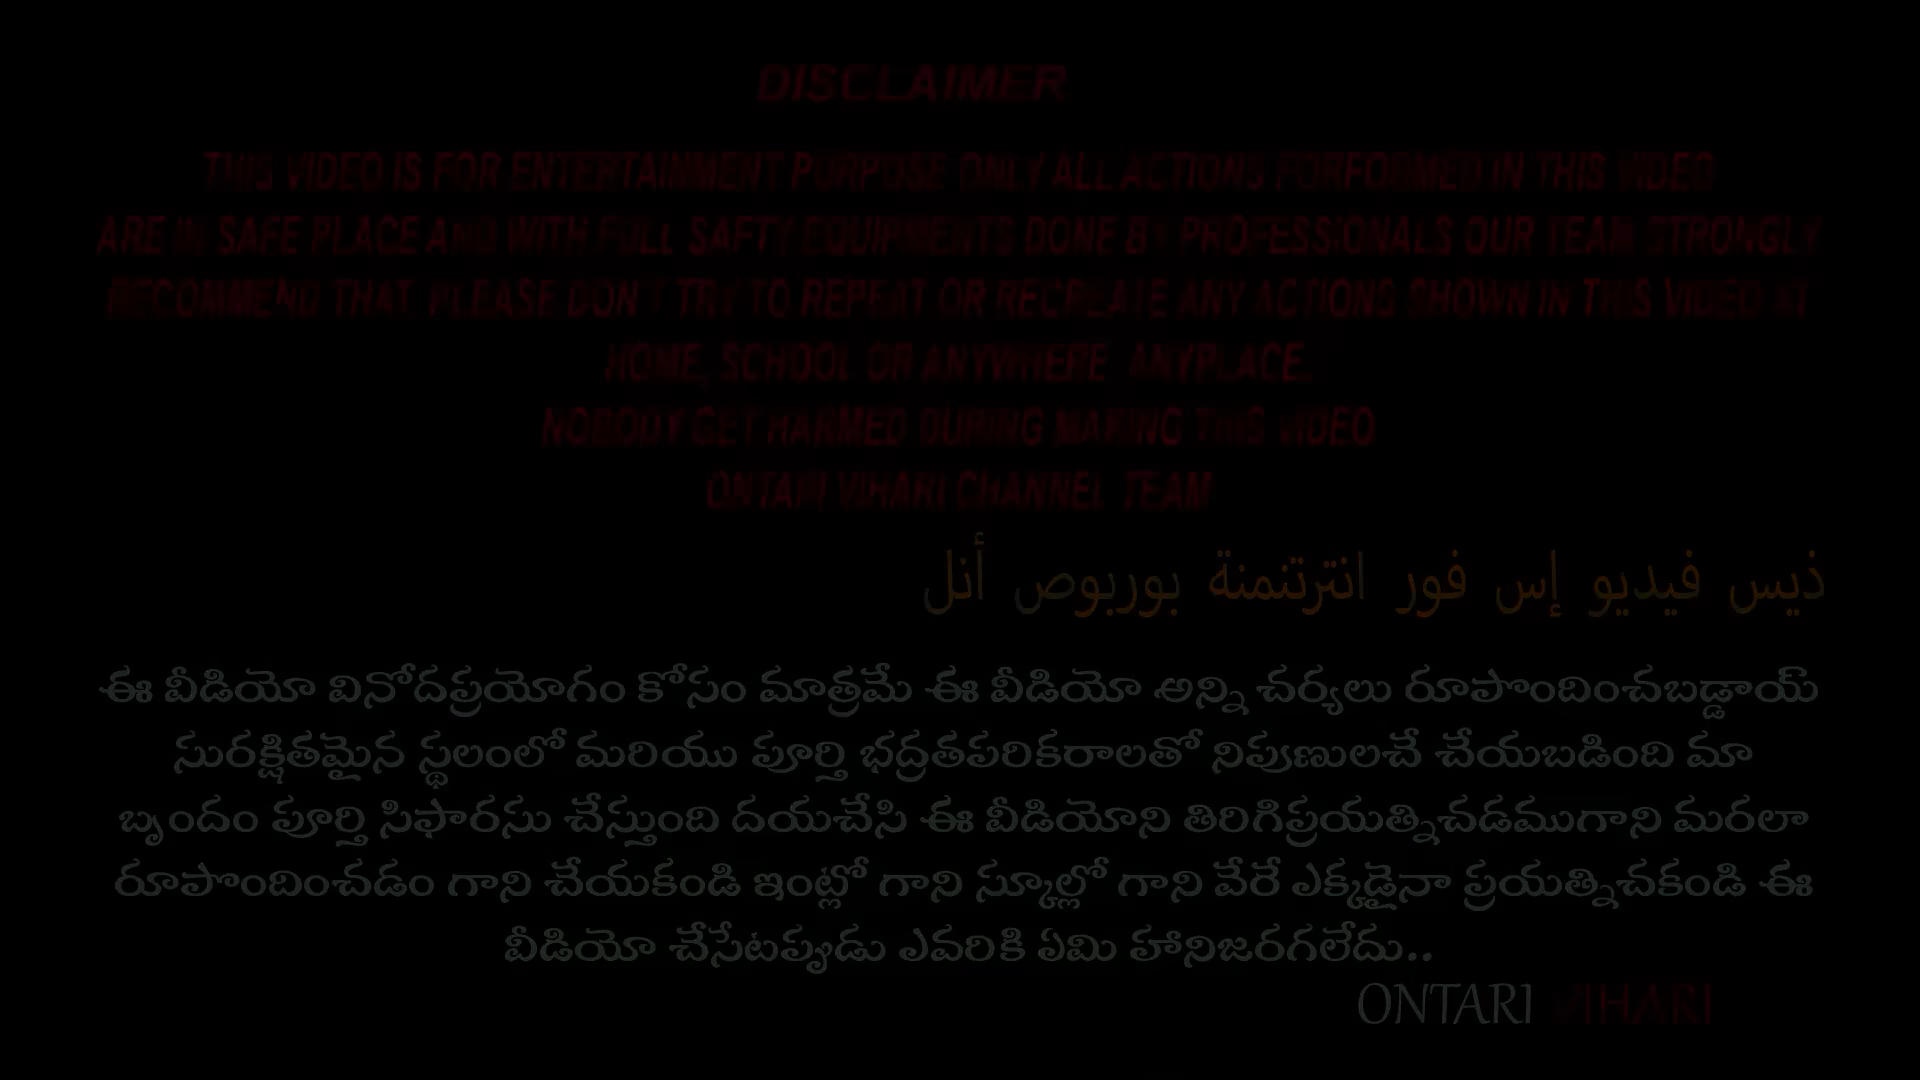 DISCLAIMER
THIS VIDEO IS FOR ENTERTAINMENT PURPOSE ONLY ALL ACTIONS PORFORMED IN THIS VIDEO
ARE IN SAFE PLACE AND WITH FULL SAFTY EQUIPMENTS DONE BY PROFESSIONALS OUR TEAM STRONGLY
RECOMMEND THAT PLEASE DON'T TRY TO REPEAT OR RECREATE ANY ACTIONS SHOWN IN THIS VIDEO AT
HOME, SCHOOL OR ANYWHERE ANYPLACE.
NOBODY GET HARMED DURING MAKING THIS VIDEO
ONTARI VIHARI CHANNEL TEAM
ذيس فيديو إس فور انترتنمنة بوربوص أنل
ఈ వీడియో వినోదప్రయోగం కోసం మాత్రమే ఈ వీడియో అన్ని చర్యలు రూపొందించబడ్డాయ్
సురక్షితమైన స్థలంలో మరియు పూర్తి భద్రతపరికరాలతో నిపుణులచే చేయబడింది మా
బృందం పూర్తి సిఫారసు చేస్తుంది దయచేసి ఈ వీడియోని తిరిగిప్రయత్నిచడముగాని మరలా
రూపొందించడం గాని చేయకండి ఇంట్లో గాని స్కూల్లో గాని వేరే ఎక్కడైనా ప్రయత్నిచకండి ఈ
వీడియో చేసేటప్పుడు ఎవరికి ఏమి హానిజరగలేదు..
ONTARI VIHARI